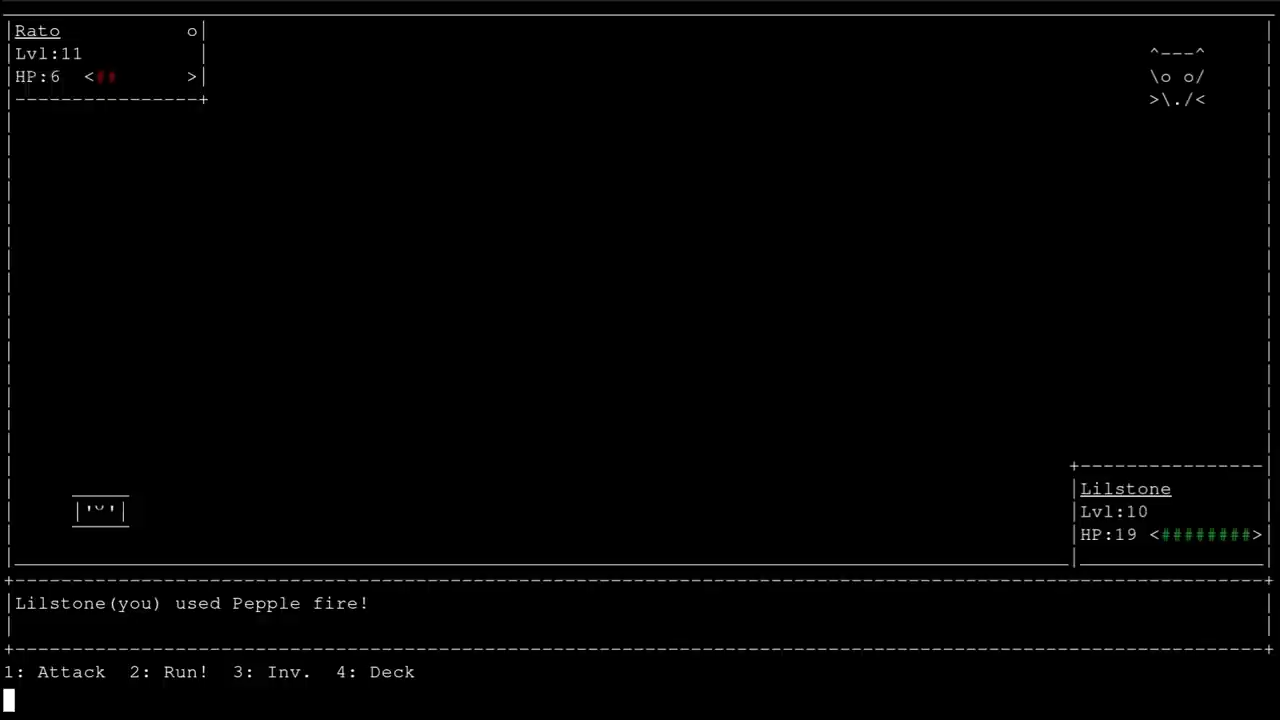 Rato o
Lvl:11
HP:6 <## >
^---^
\o o/
>\./<
|'ᵕ'|
Lilstone
Lvl:10
HP:19 <########>
Lilstone(you) used Pepple fire!
1: Attack 2: Run! 3: Inv. 4: Deck